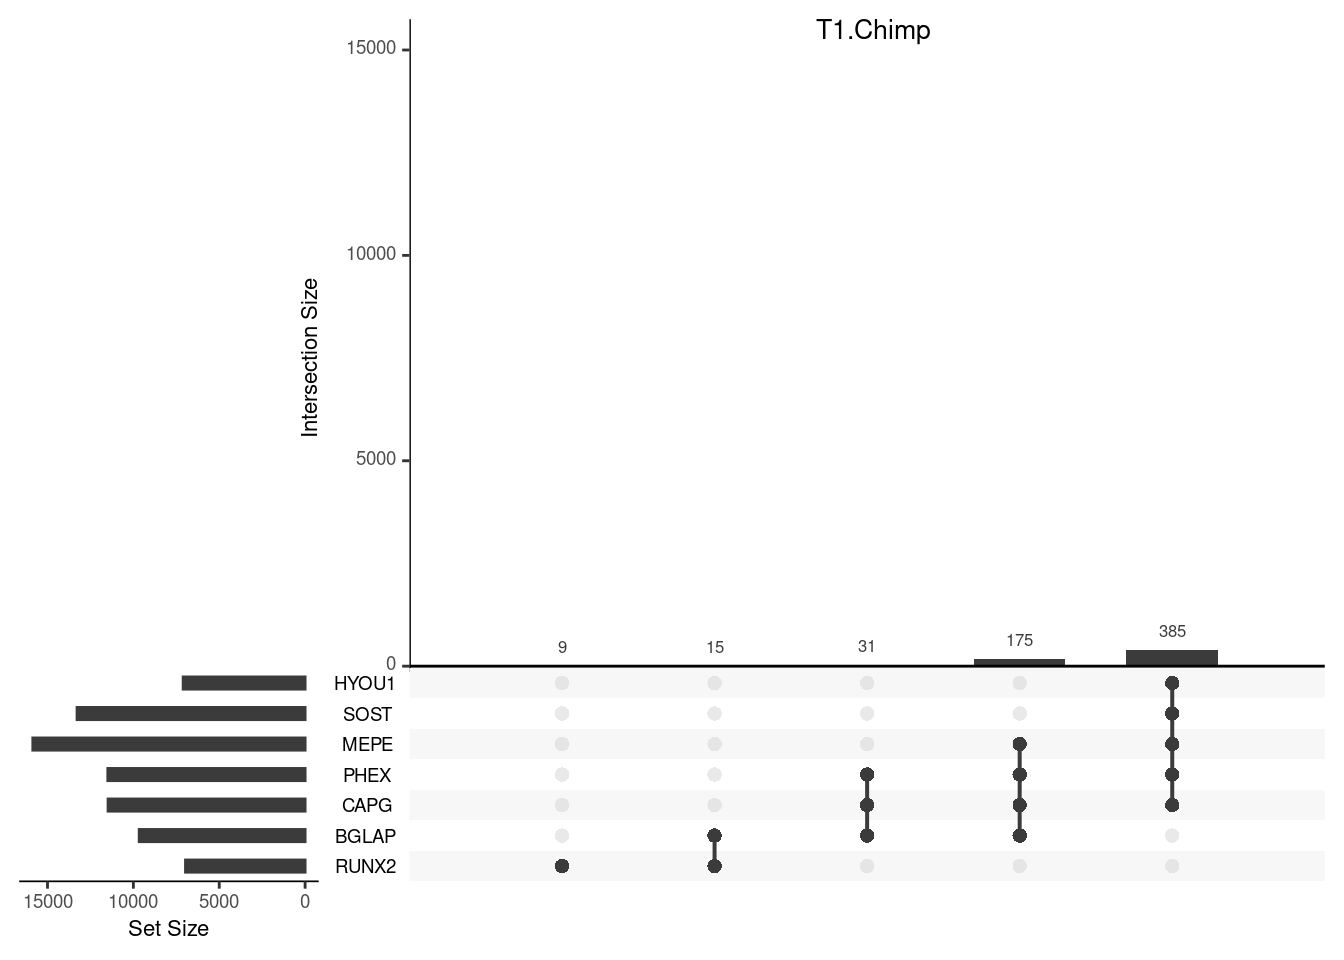 T1.Chimp
15000
10000
5000
0
Intersection Size
9
15
31
175
385
HYOU1
SOST
MEPE
PHEX
CAPG
BGLAP
RUNX2
15000 10000 5000 0
Set Size